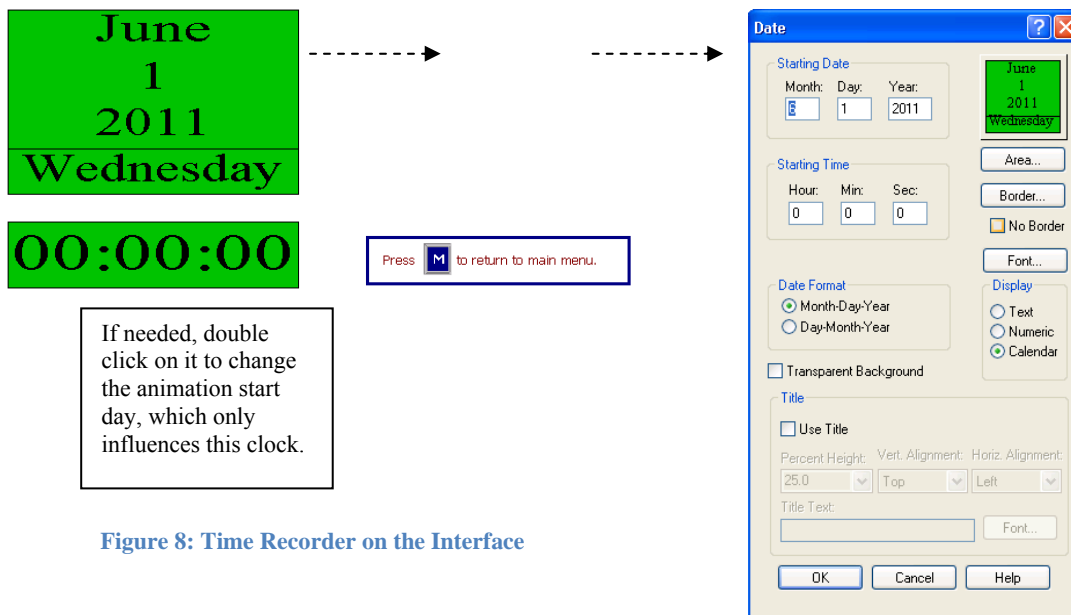 June
1
2011
Wednesday
00:00:00
If needed, double
click on it to change
the animation start
day, which only
influences this clock.
Press M to return to main menu.
Figure 8: Time Recorder on the Interface
Date
Starting Date
Month: Day: Year:
6 1 2011
June
1
2011
Wednesday
Area...
Starting Time
Hour: Min: Sec:
0 0 0
Border...
No Border
Font...
Date Format
Month-Day-Year
Day-Month-Year
Display
Text
Numeric
Calendar
Transparent Background
Title
Use Title
Percent Height: Vert. Alignment: Horiz. Alignment:
25.0 Top Left
Title Text:
Font...
OK Cancel Help